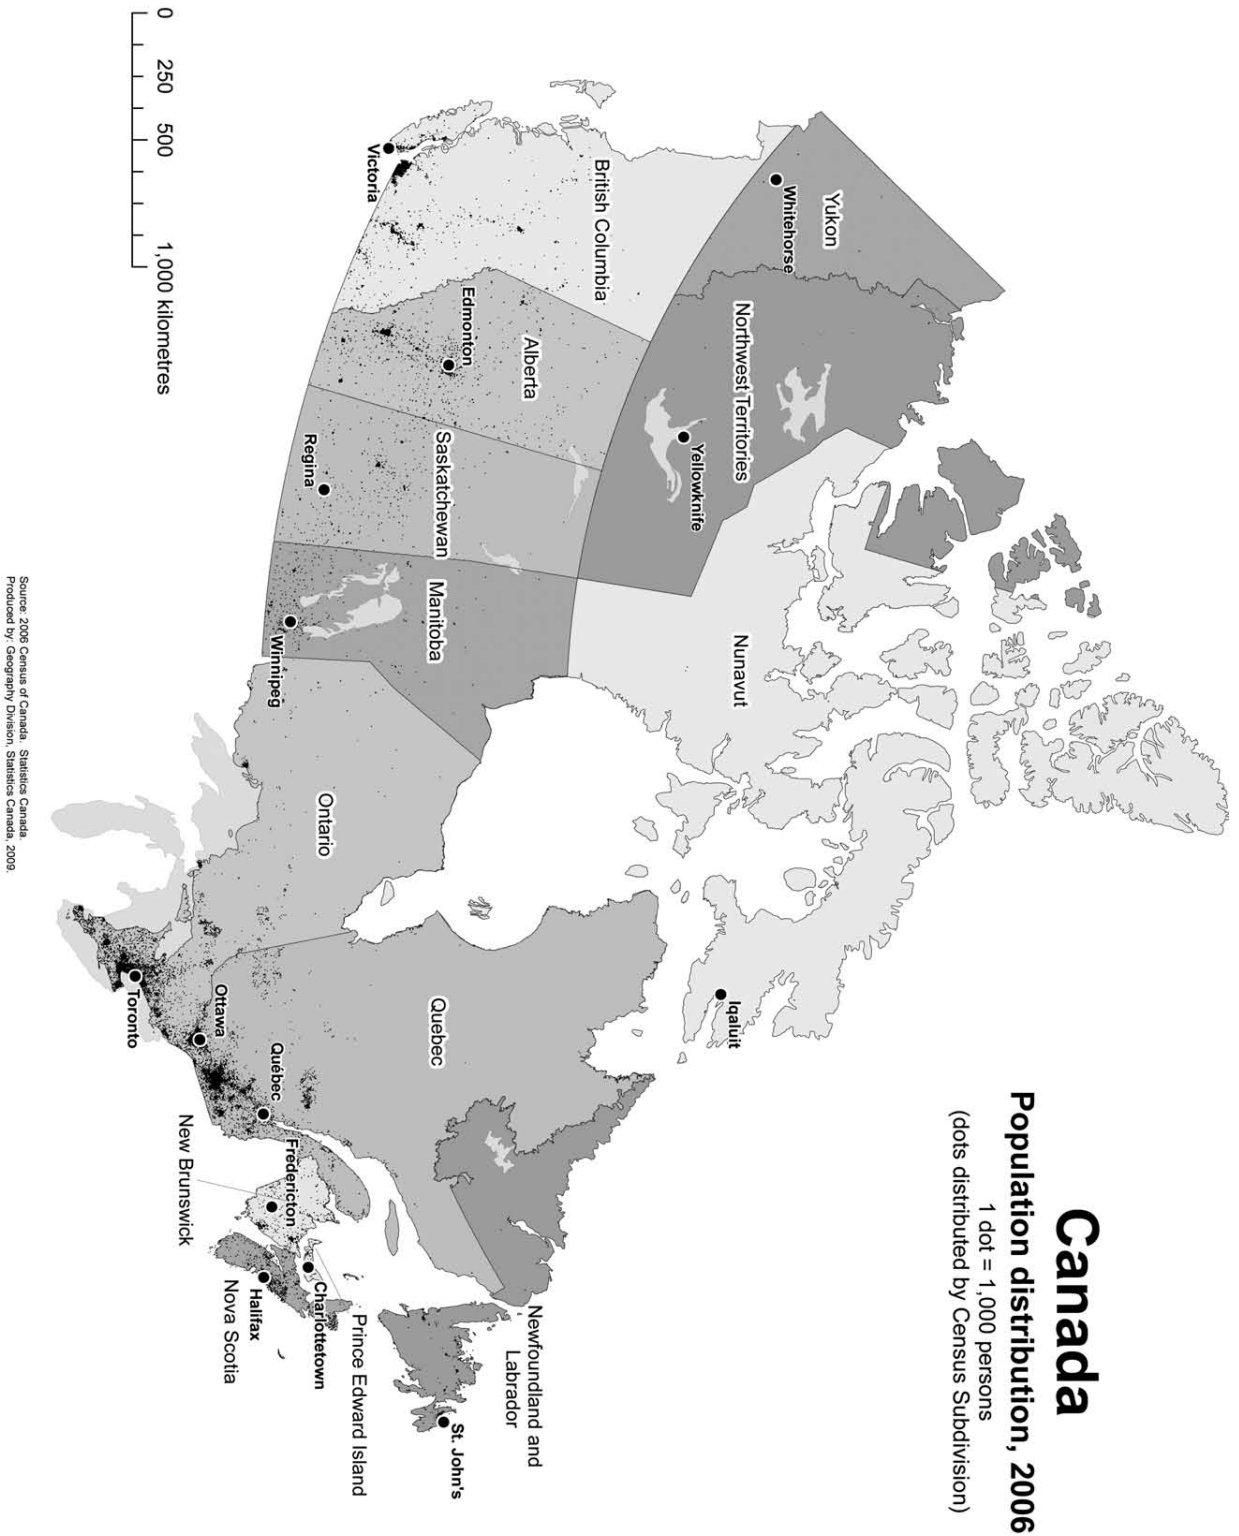 Canada
Population distribution, 2006
1 dot = 1,000 persons
(dots distributed by Census Subdivision)
Yukon
Whitehorse
Northwest Territories
Yellowknife
Nunavut
Iqaluit
British Columbia
Victoria
Alberta
Edmonton
Saskatchewan
Regina
Manitoba
Winnipeg
Ontario
Toronto
Ottawa
Quebec
Québec
Newfoundland and
Labrador
St. John's
Prince Edward Island
Charlottetown
Fredericton
New Brunswick
Halifax
Nova Scotia
0 250 500 1,000 kilometres
Source: 2006 Census of Canada. Statistics Canada.
Produced by: Geography Division, Statistics Canada, 2009.